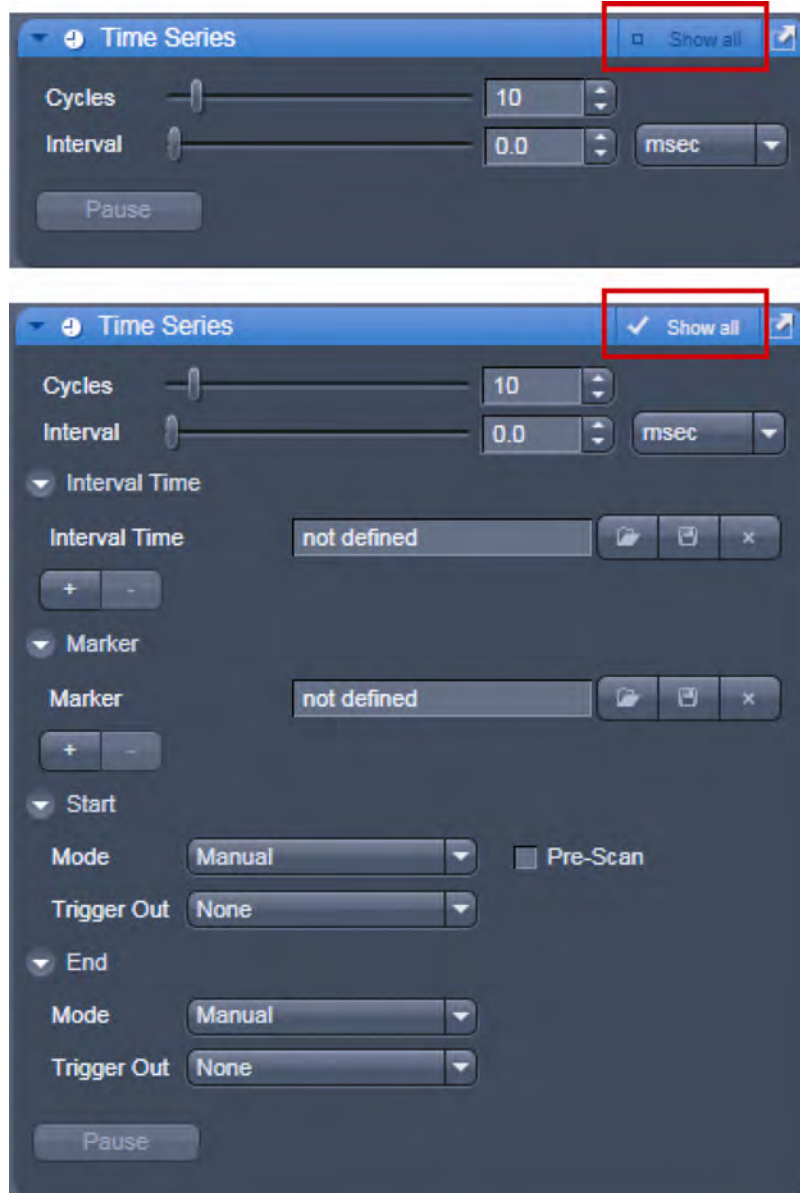 Time Series Show all
Cycles 10
Interval 0.0 msec
Pause
Time Series Show all
Cycles 10
Interval 0.0 msec
Interval Time
Interval Time not defined
+ -
Marker
Marker not defined
+ -
Start
Mode Manual Pre-Scan
Trigger Out None
End
Mode Manual
Trigger Out None
Pause